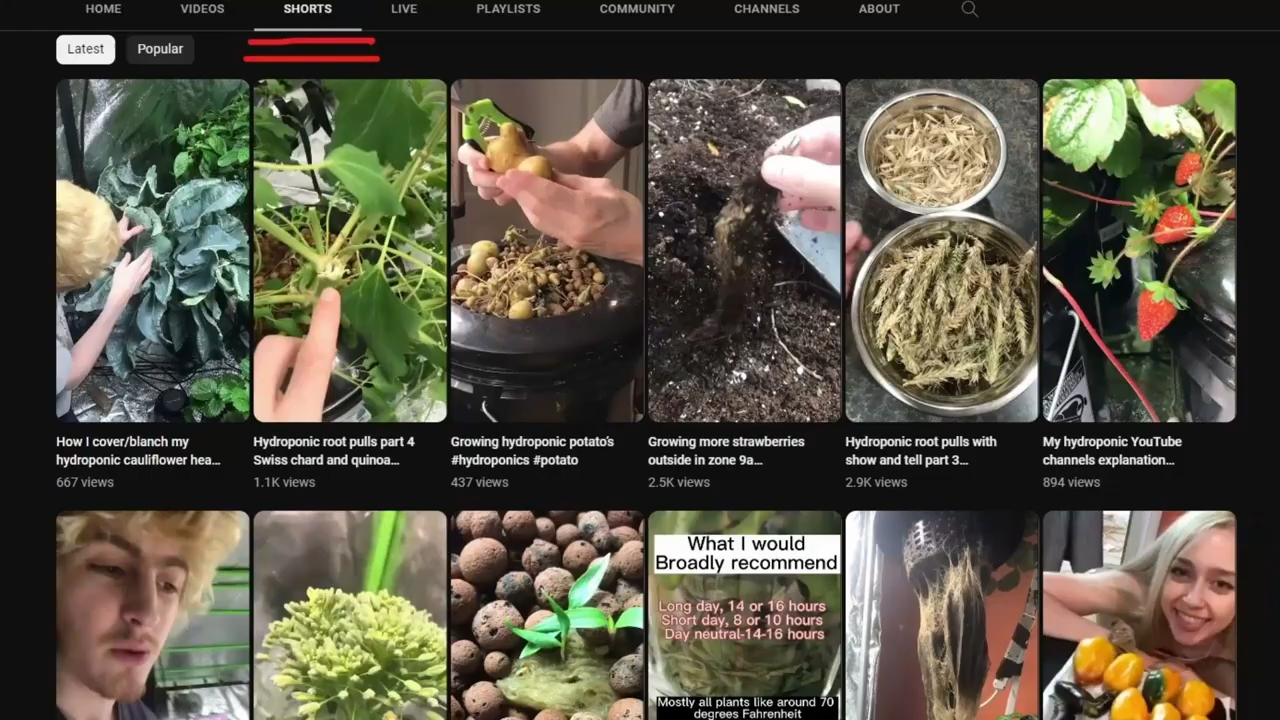 HOME VIDEOS SHORTS LIVE PLAYLISTS COMMUNITY CHANNELS ABOUT
Latest Popular
How I cover/blanch my
hydroponic cauliflower hea...
667 views
Hydroponic root pulls part 4
Swiss chard and quinoa...
1.1K views
Growing hydroponic potato's
#hydroponics #potato
437 views
Growing more strawberries
outside in zone 9a...
2.5K views
Hydroponic root pulls with
show and tell part 3...
2.9K views
My hydroponic YouTube
channels explanation...
894 views
What I would
Broadly recommend
Long day, 14 or 16 hours
Short day, 8 or 10 hours
Day neutral-14-16 hours
Mostly all plants like around 70
degrees Fahrenheit